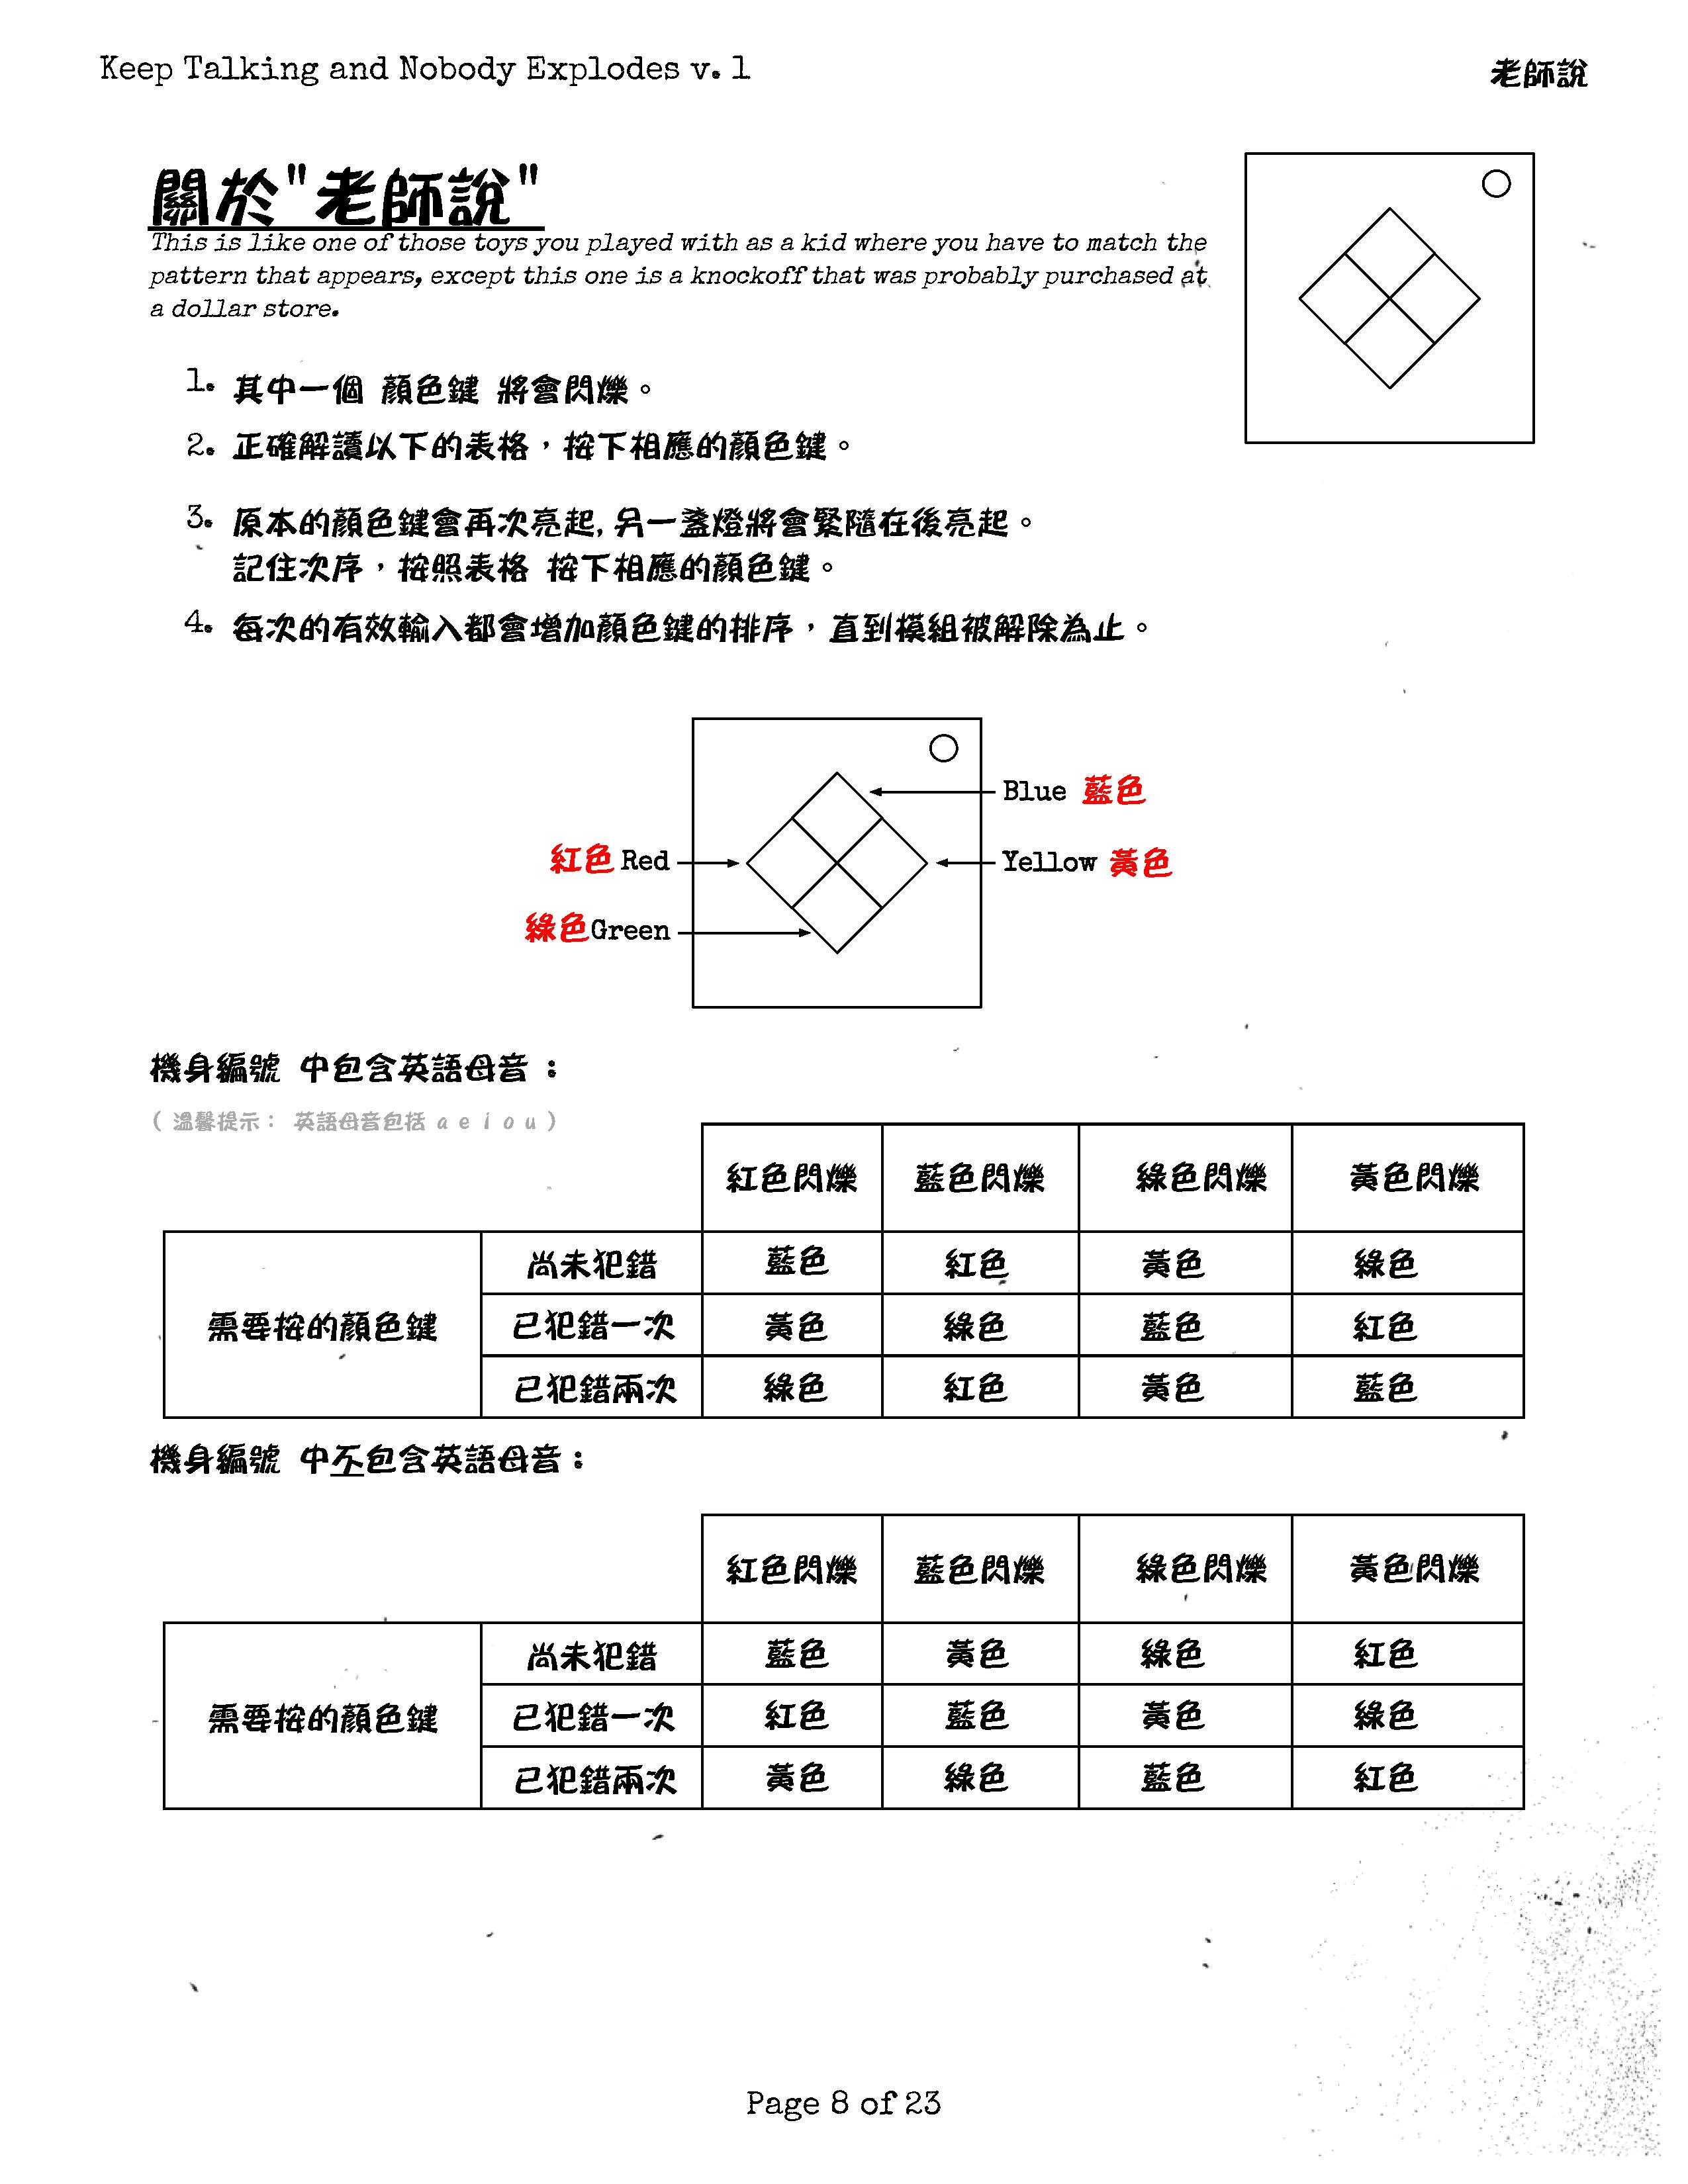 Keep Talking and Nobody Explodes v. 1
老師說
關於"老師說"
This is like one of those toys you played with as a kid where you have to match the
pattern that appears, except this one is a knockoff that was probably purchased at
a dollar store.
1. 其中一個 顏色鍵 將會閃爍。
2. 正確解讀以下的表格，按下相應的顏色鍵。
3. 原本的顏色鍵會再次亮起, 另一盞燈將會緊隨在後亮起。
記住次序，按照表格 按下相應的顏色鍵。
4. 每次的有效輸入都會增加顏色鍵的排序，直到模組被解除為止。
Blue 藍色
紅色 Red
Yellow 黃色
綠色Green
機身編號 中包含英語母音：
( 溫馨提示： 英語母音包括 a e i o u )
紅色閃爍 藍色閃爍 綠色閃爍 黃色閃爍
尚未犯錯 藍色 紅色 黃色 綠色
需要按的顏色鍵 已犯錯一次 黃色 綠色 藍色 紅色
已犯錯兩次 綠色 紅色 黃色 藍色
機身編號 中不包含英語母音：
紅色閃爍 藍色閃爍 綠色閃爍 黃色閃爍
尚未犯錯 藍色 黃色 綠色 紅色
需要按的顏色鍵 已犯錯一次 紅色 藍色 黃色 綠色
已犯錯兩次 黃色 綠色 藍色 紅色
Page 8 of 23